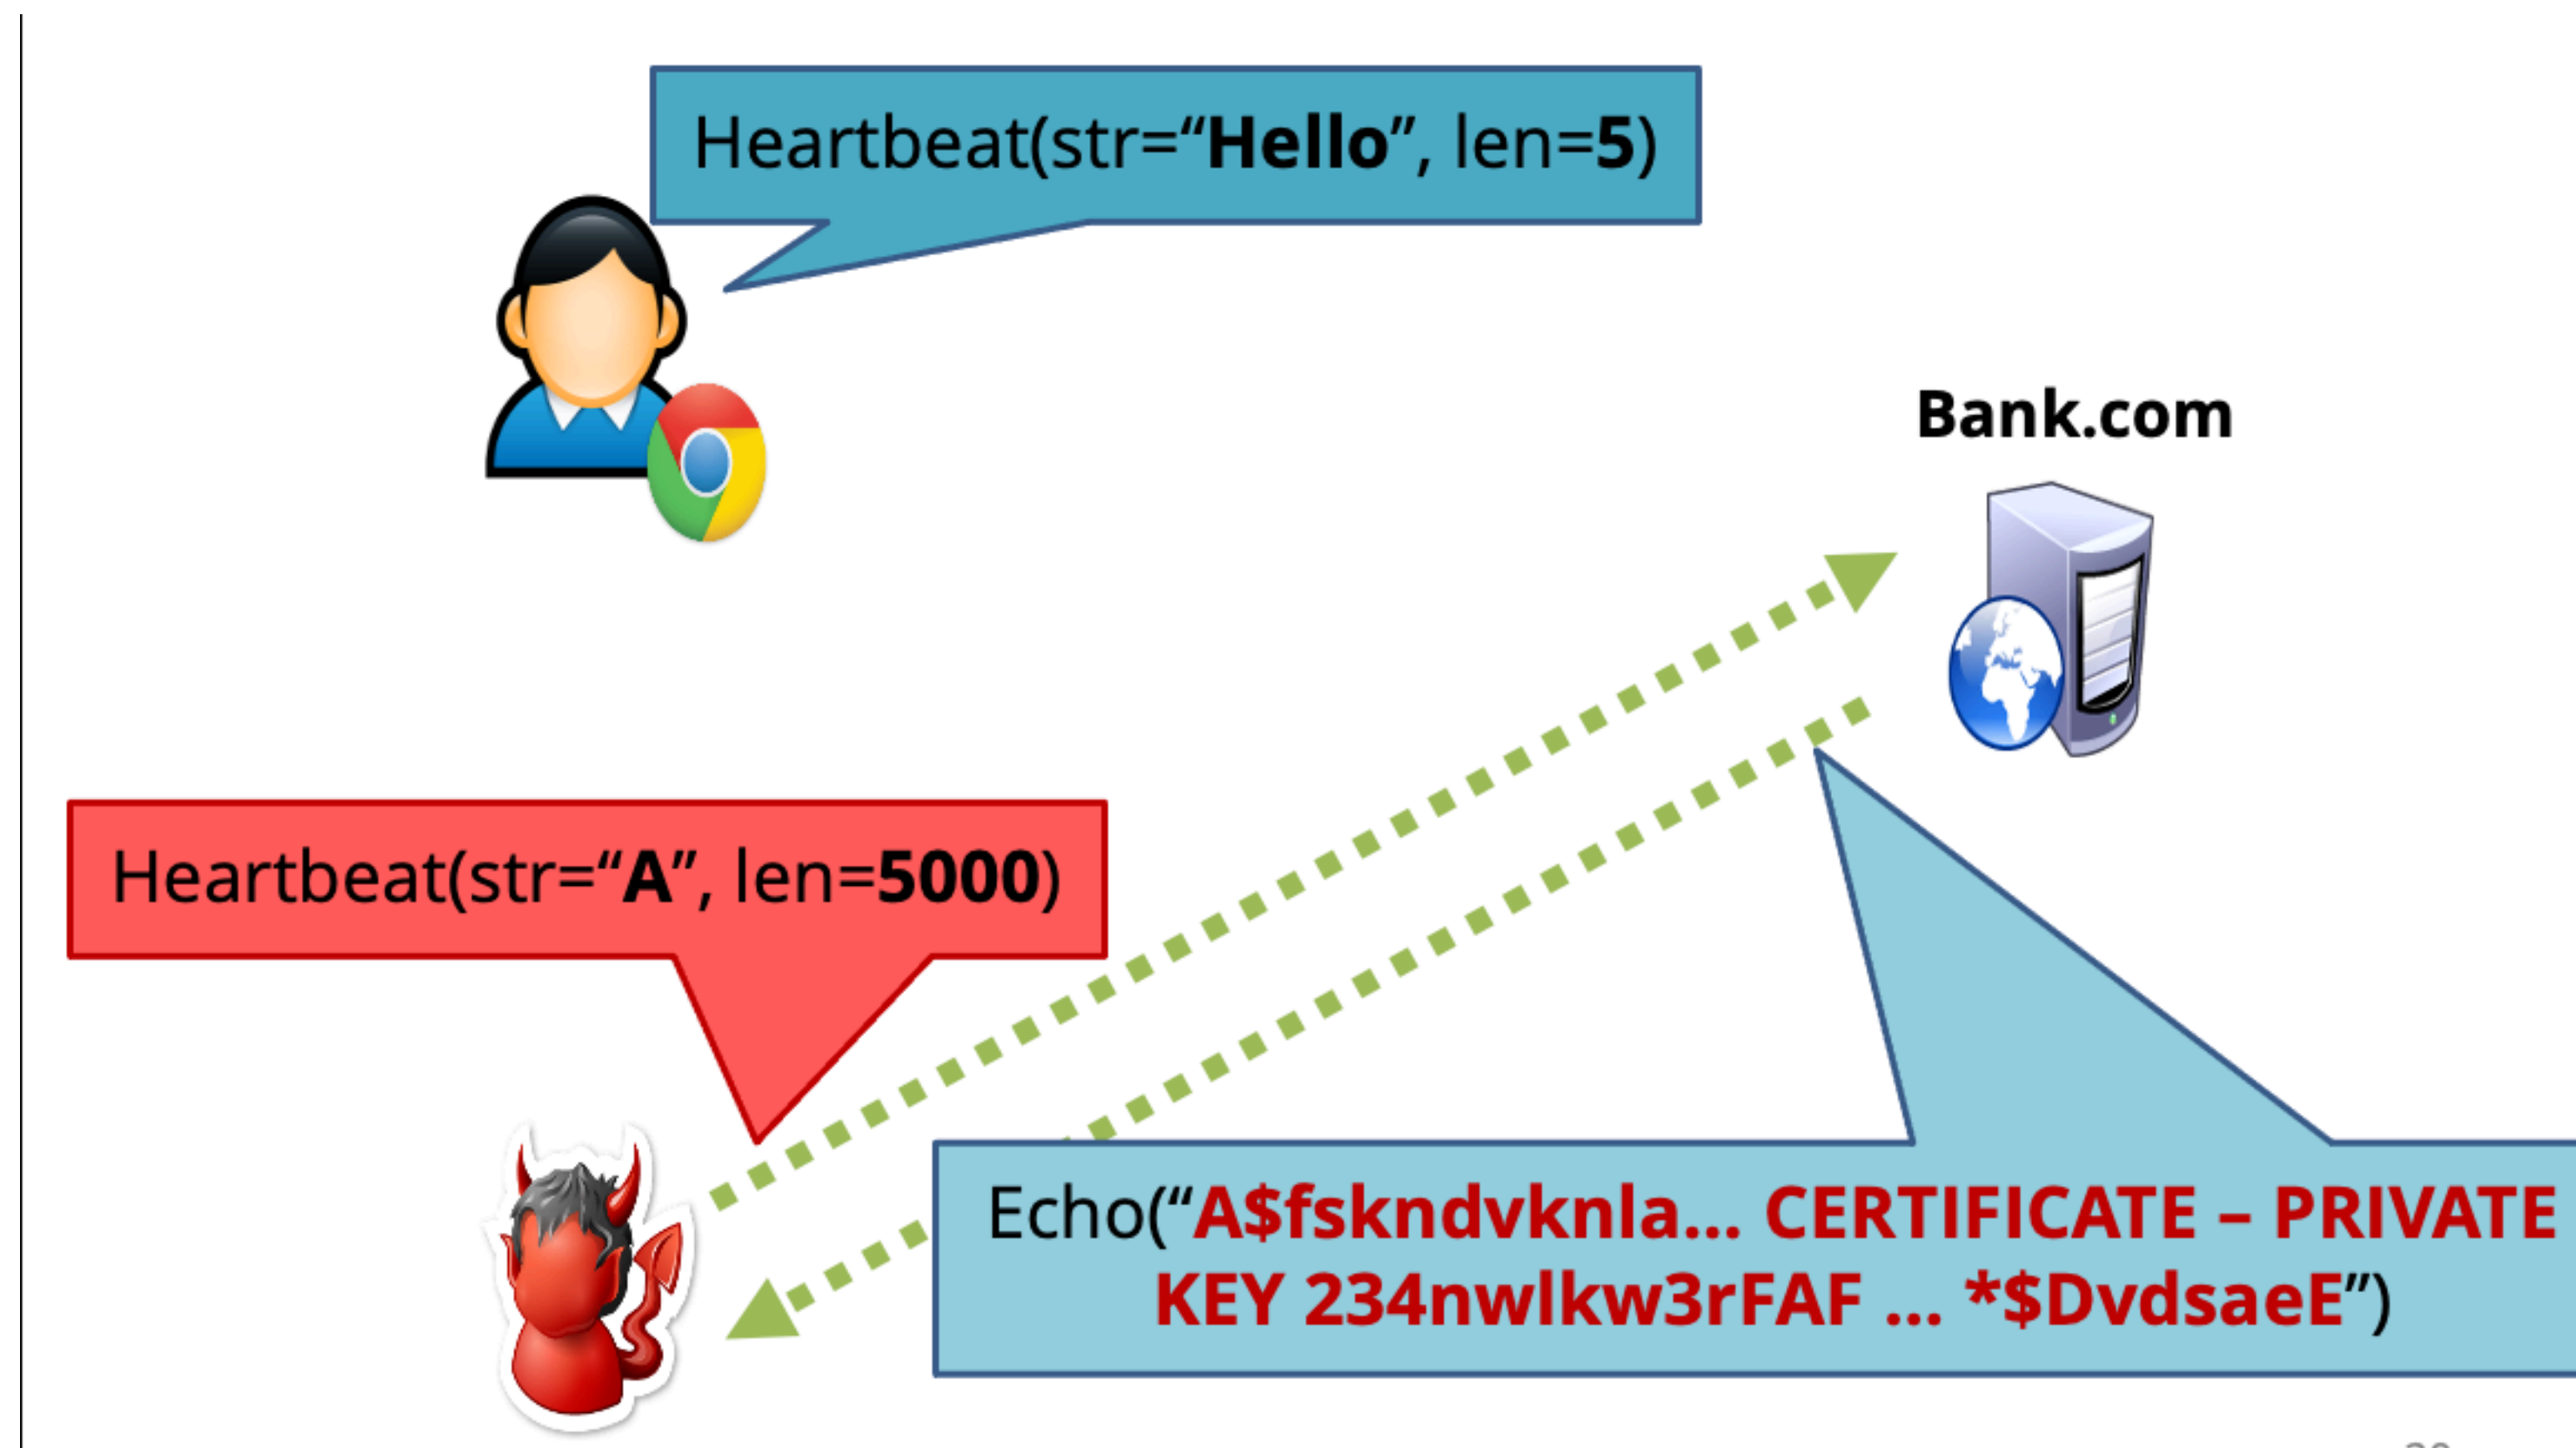 Heartbeat(str=“Hello”, len=5)
Bank.com
Heartbeat(str=“A”, len=5000)
Echo(“A$fskndvknla... CERTIFICATE – PRIVATE
KEY 234nwlkw3rFAF ... *$DvdsaeE”)